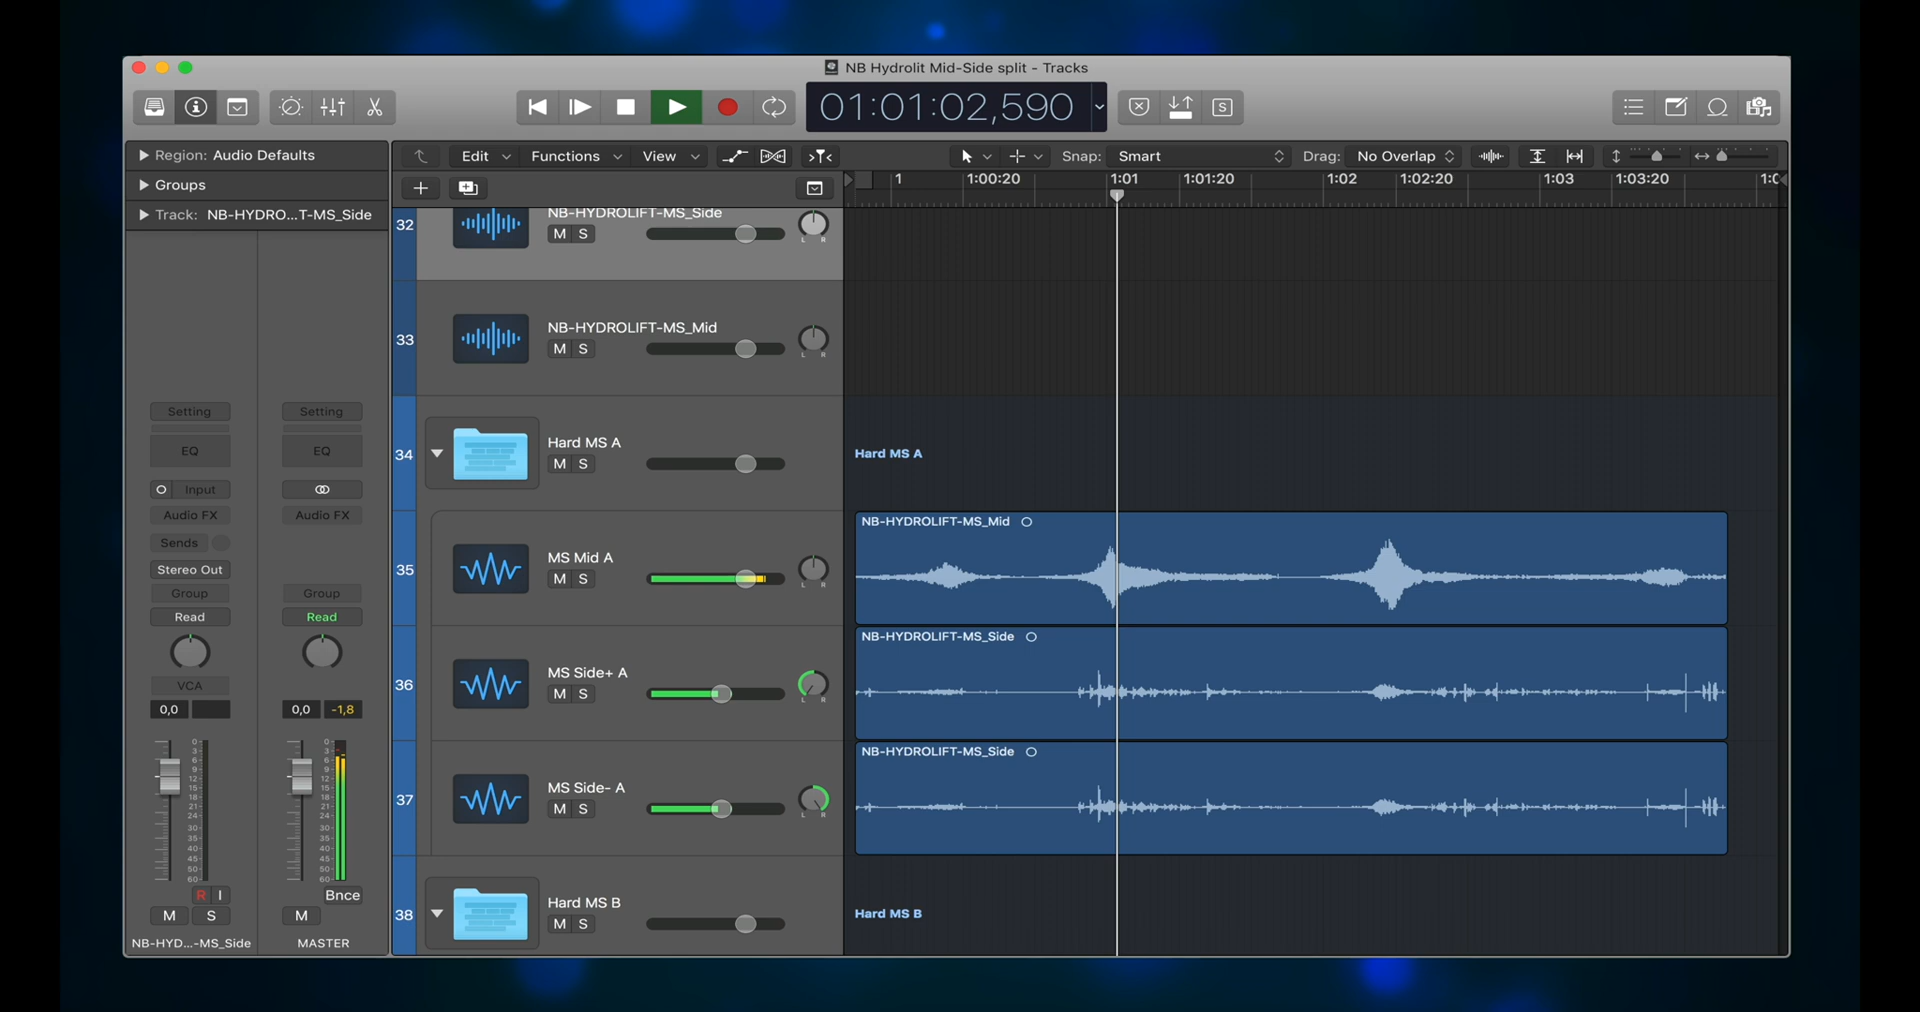 NB Hydrolit Mid-Side split - Tracks
01:01:02,590
S
Region: Audio Defaults
Groups
Track: NB-HYDRO...T-MS_Side
Edit Functions View Snap: Smart Drag: No Overlap
1 1:00:20 1:01 1:01:20 1:02 1:02:20 1:03 1:03:20 1:0
32 NB-HYDROLIFT-MS_Side
M S L R
33 NB-HYDROLIFT-MS_Mid
M S L R
34 Hard MS A
M S
Hard MS A
35 MS Mid A
M S
NB-HYDROLIFT-MS_Mid
36 MS Side+ A
M S L R
NB-HYDROLIFT-MS_Side
37 MS Side- A
M S L R
NB-HYDROLIFT-MS_Side
38 Hard MS B
M S
Hard MS B
Setting Setting
EQ EQ
Input
Audio FX Audio FX
Sends
Stereo Out
Group Group
Read Read
VCA
0,0 0,0 -1,8
0 0
3 3
6 6
9 9
12 12
15 15
18 18
21 21
24 24
30 30
35 35
40 40
45 45
50 50
60 60
R I Bnce
M S M
NB-HYD...-MS_Side MASTER